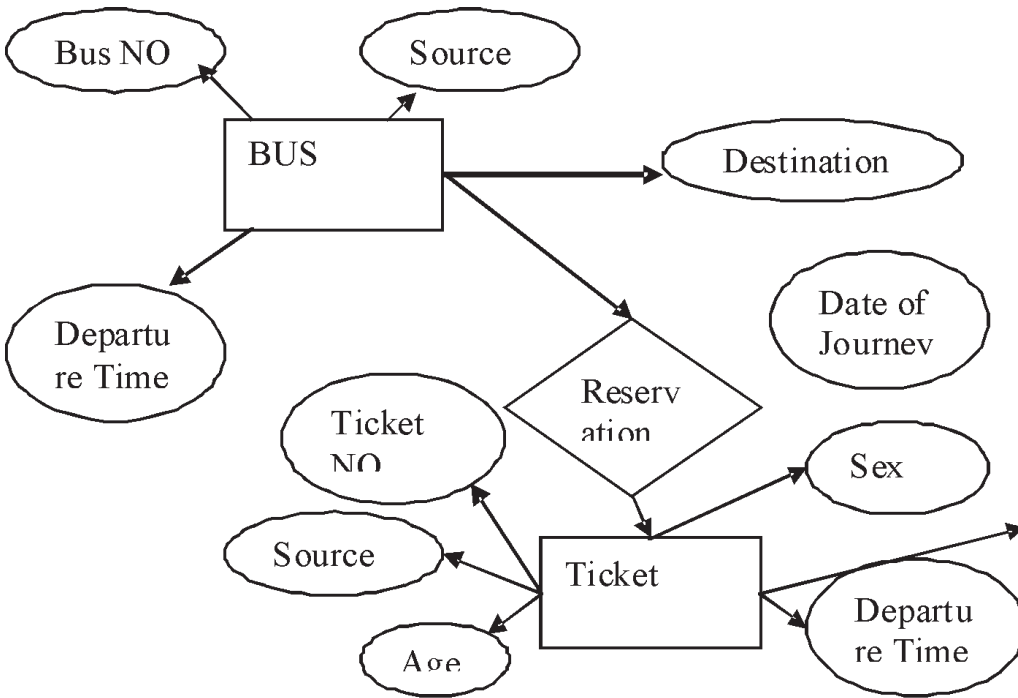 Bus NO
Source
BUS
Destination
Departu
re Time
Date of
Journey
Reserv
ation
Ticket
NO
Sex
Source
Ticket
Departu
re Time
Age